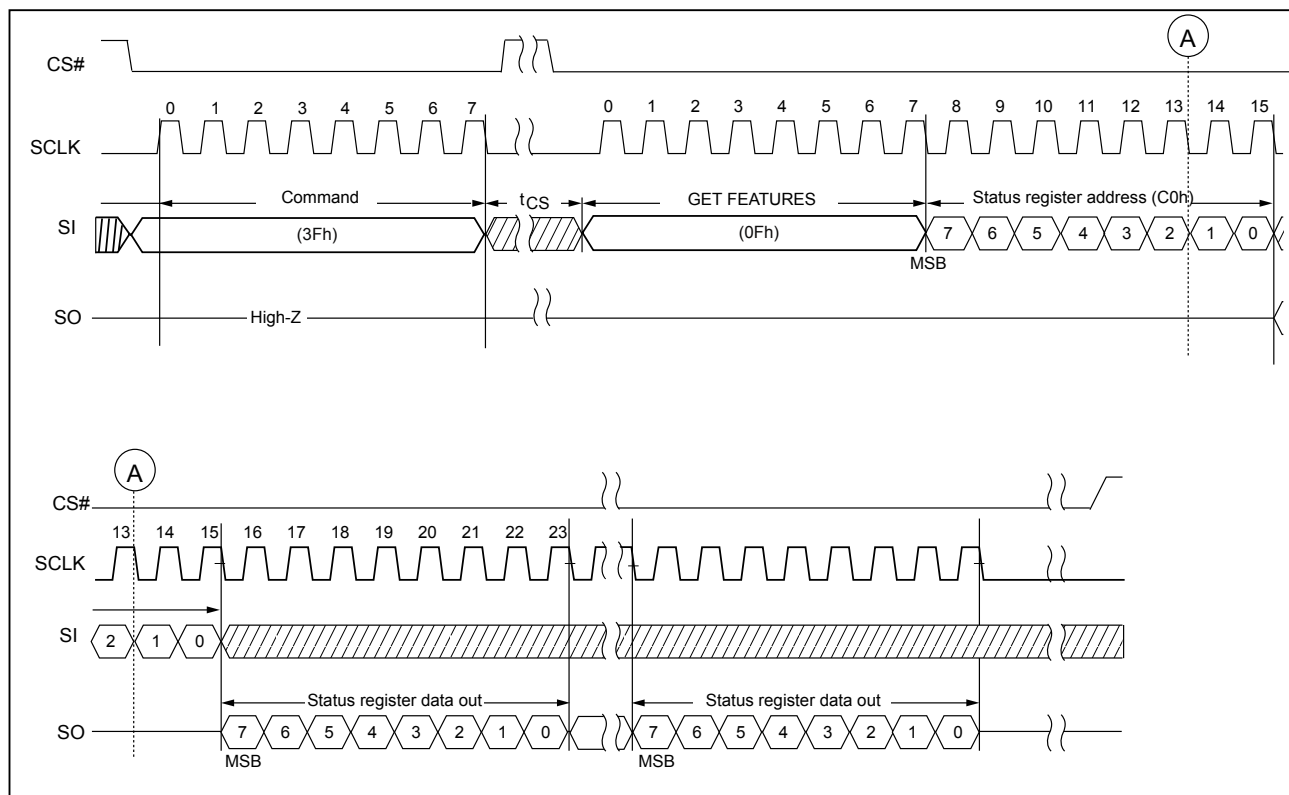 A
CS#
0 1 2 3 4 5 6 7 0 1 2 3 4 5 6 7 8 9 10 11 12 13 14 15
SCLK
Command tCS GET FEATURES Status register address (C0h)
SI (3Fh) (0Fh) 7 6 5 4 3 2 1 0
MSB
SO High-Z
A
CS#
13 14 15 16 17 18 19 20 21 22 23
SCLK
SI 2 1 0
Status register data out Status register data out
SO 7 6 5 4 3 2 1 0 7 6 5 4 3 2 1 0
MSB MSB